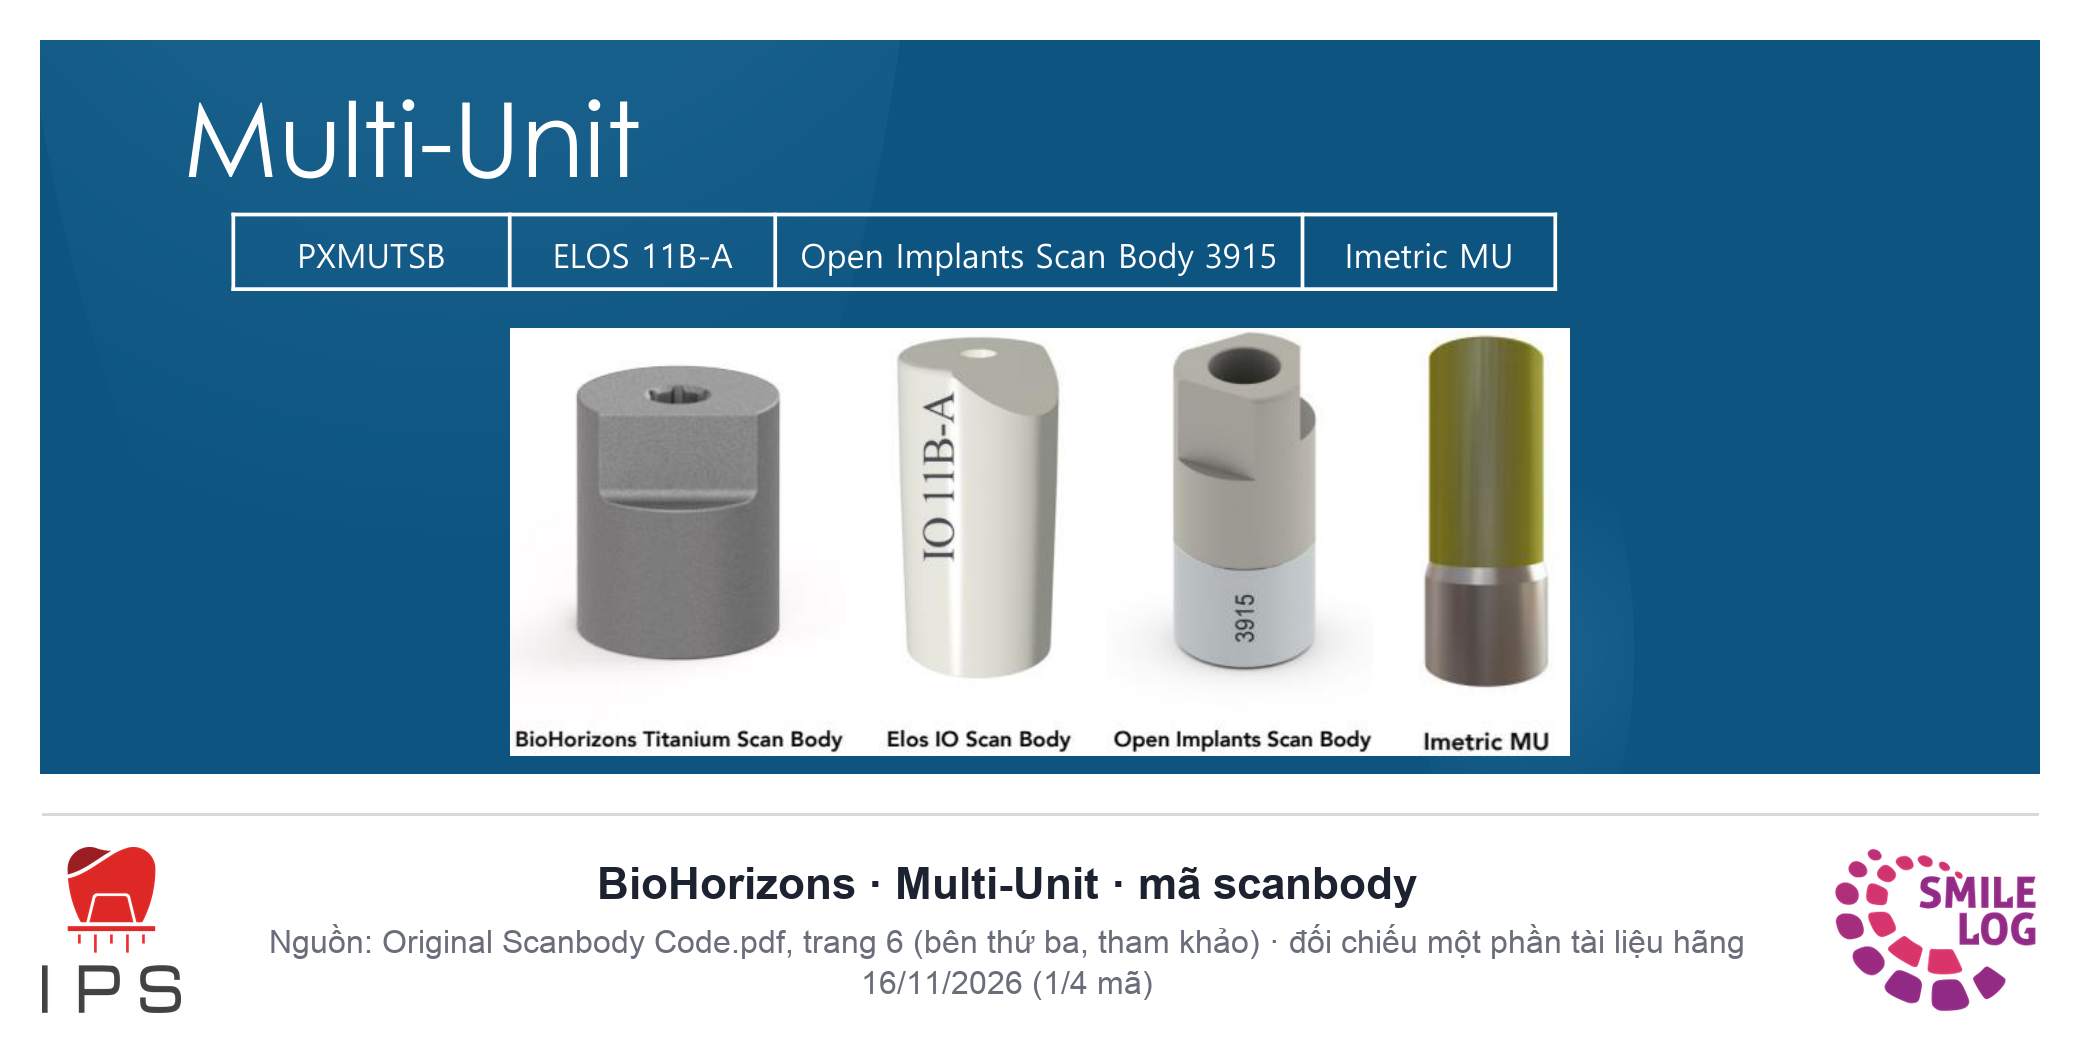 Multi-Unit
PXMUTSB
ELOS 11B-A
Open Implants Scan Body 3915
Imetric MU
IO 11B-A
3915
BioHorizons Titanium Scan Body
Elos IO Scan Body
Open Implants Scan Body
Imetric MU
IPS
BioHorizons · Multi-Unit · mã scanbody
Nguồn: Original Scanbody Code.pdf, trang 6 (bên thứ ba, tham khảo) · đối chiếu một phần tài liệu hãng
16/11/2026 (1/4 mã)
SMILE
LOG